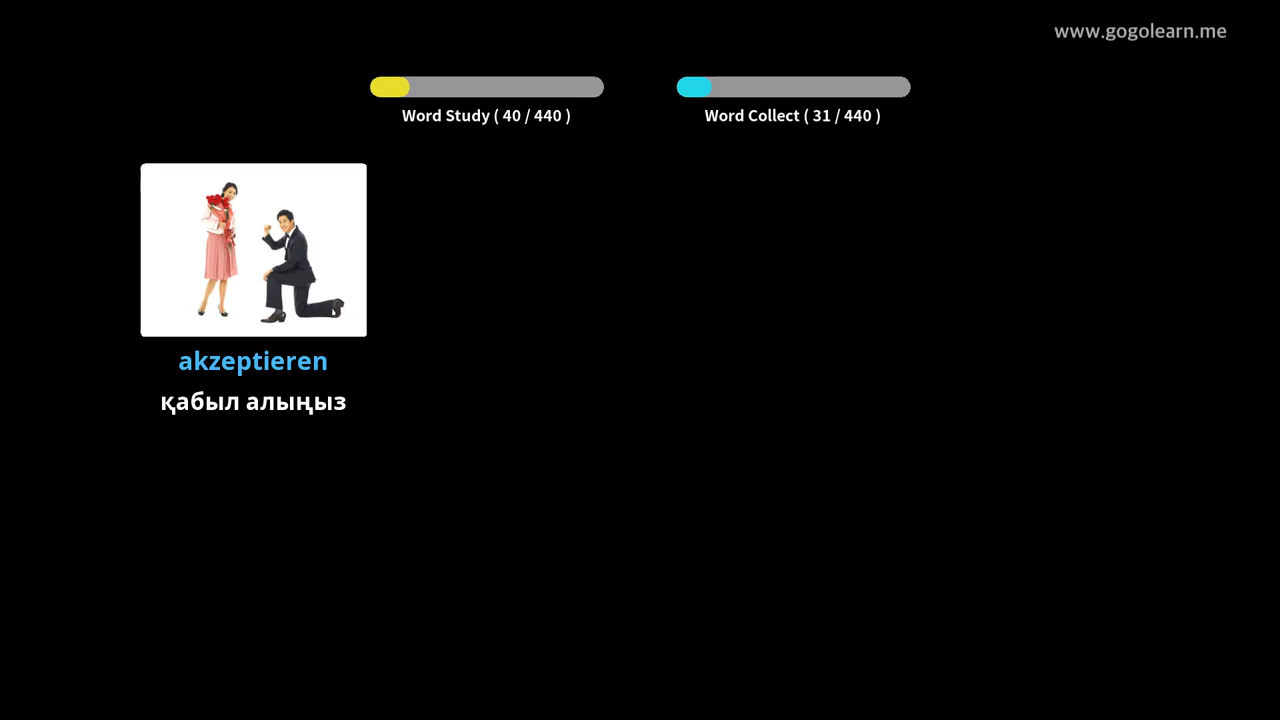 www.gogolearn.me
Word Study ( 40 / 440 )
Word Collect ( 31 / 440 )
akzeptieren
қабыл алыңыз